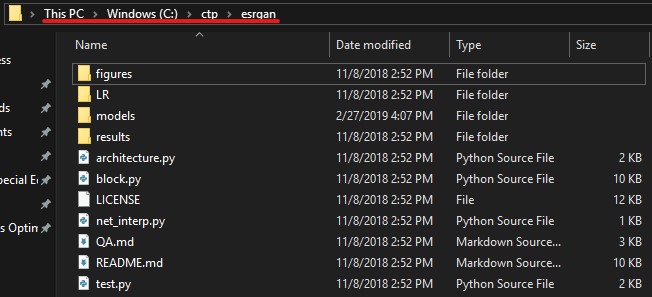 This PC > Windows (C:) > ctp > esrgan
Name Date modified Type Size
ess figures 11/8/2018 2:52 PM File folder
LR 11/8/2018 2:52 PM File folder
ds models 2/27/2019 4:07 PM File folder
nts results 11/8/2018 2:52 PM File folder
architecture.py 11/8/2018 2:52 PM Python Source File 2 KB
pecial E block.py 11/8/2018 2:52 PM Python Source File 10 KB
LICENSE 11/8/2018 2:52 PM File 12 KB
s Optim net_interp.py 11/8/2018 2:52 PM Python Source File 1 KB
QA.md 11/8/2018 2:52 PM Markdown Source... 3 KB
README.md 11/8/2018 2:52 PM Markdown Source... 10 KB
test.py 11/8/2018 2:52 PM Python Source File 2 KB